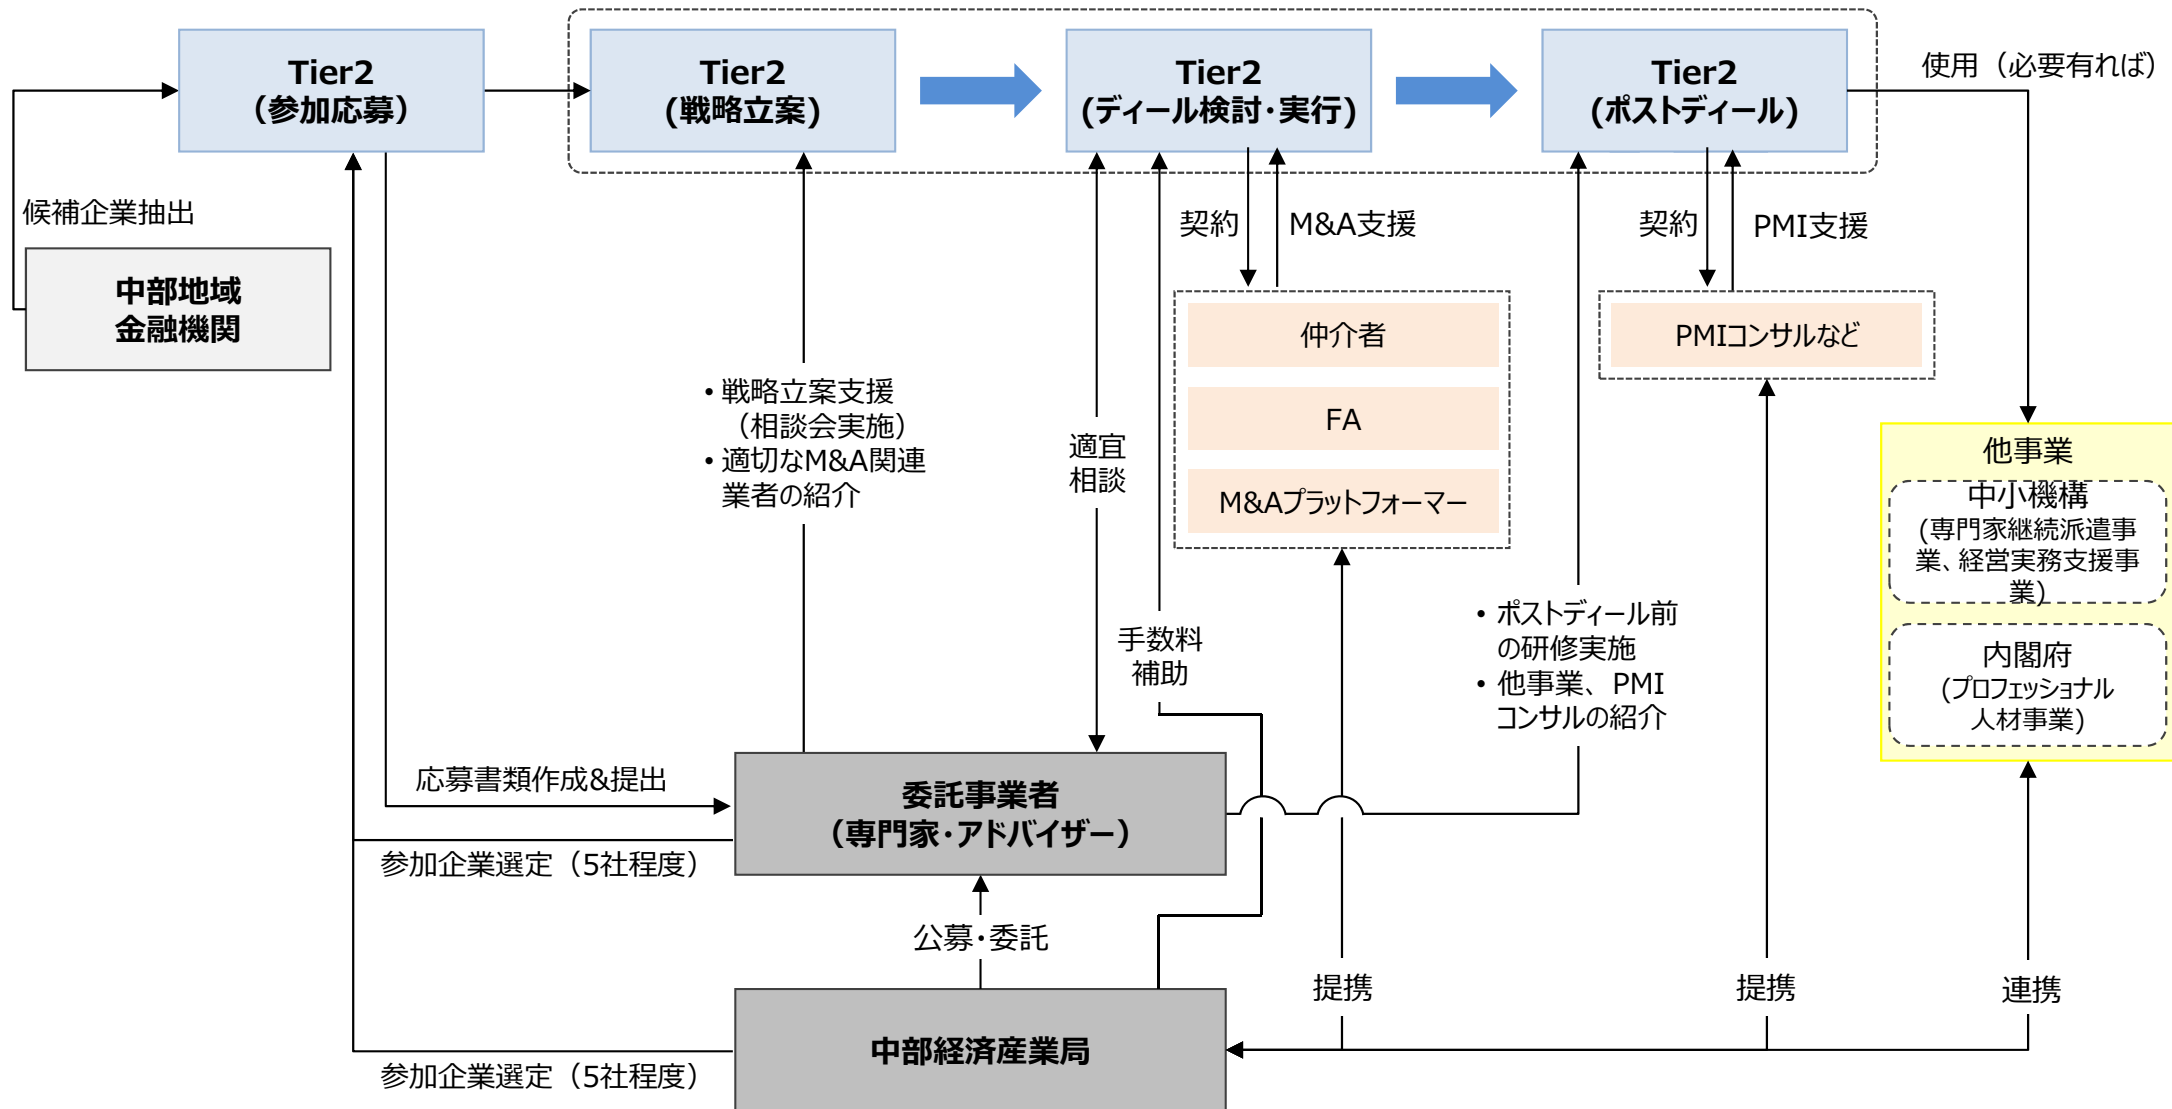 Tier2
（参加応募）
Tier2
(戦略立案)
Tier2
(ディール検討・実行)
Tier2
(ポストディール)
使用（必要有れば）
候補企業抽出
中部地域
金融機関
契約
M&A支援
契約
PMI支援
仲介者
FA
M&Aプラットフォーマー
PMIコンサルなど
• 戦略立案支援
（相談会実施）
• 適切なM&A関連
業者の紹介
適宜
相談
手数料
補助
• ポストディール前
の研修実施
• 他事業、PMI
コンサルの紹介
他事業
中小機構
(専門家継続派遣事
業、経営実務支援事
業)
内閣府
(プロフェッショナル
人材事業)
応募書類作成&提出
委託事業者
（専門家・アドバイザー）
参加企業選定（5社程度）
公募・委託
提携
提携
連携
中部経済産業局
参加企業選定（5社程度）